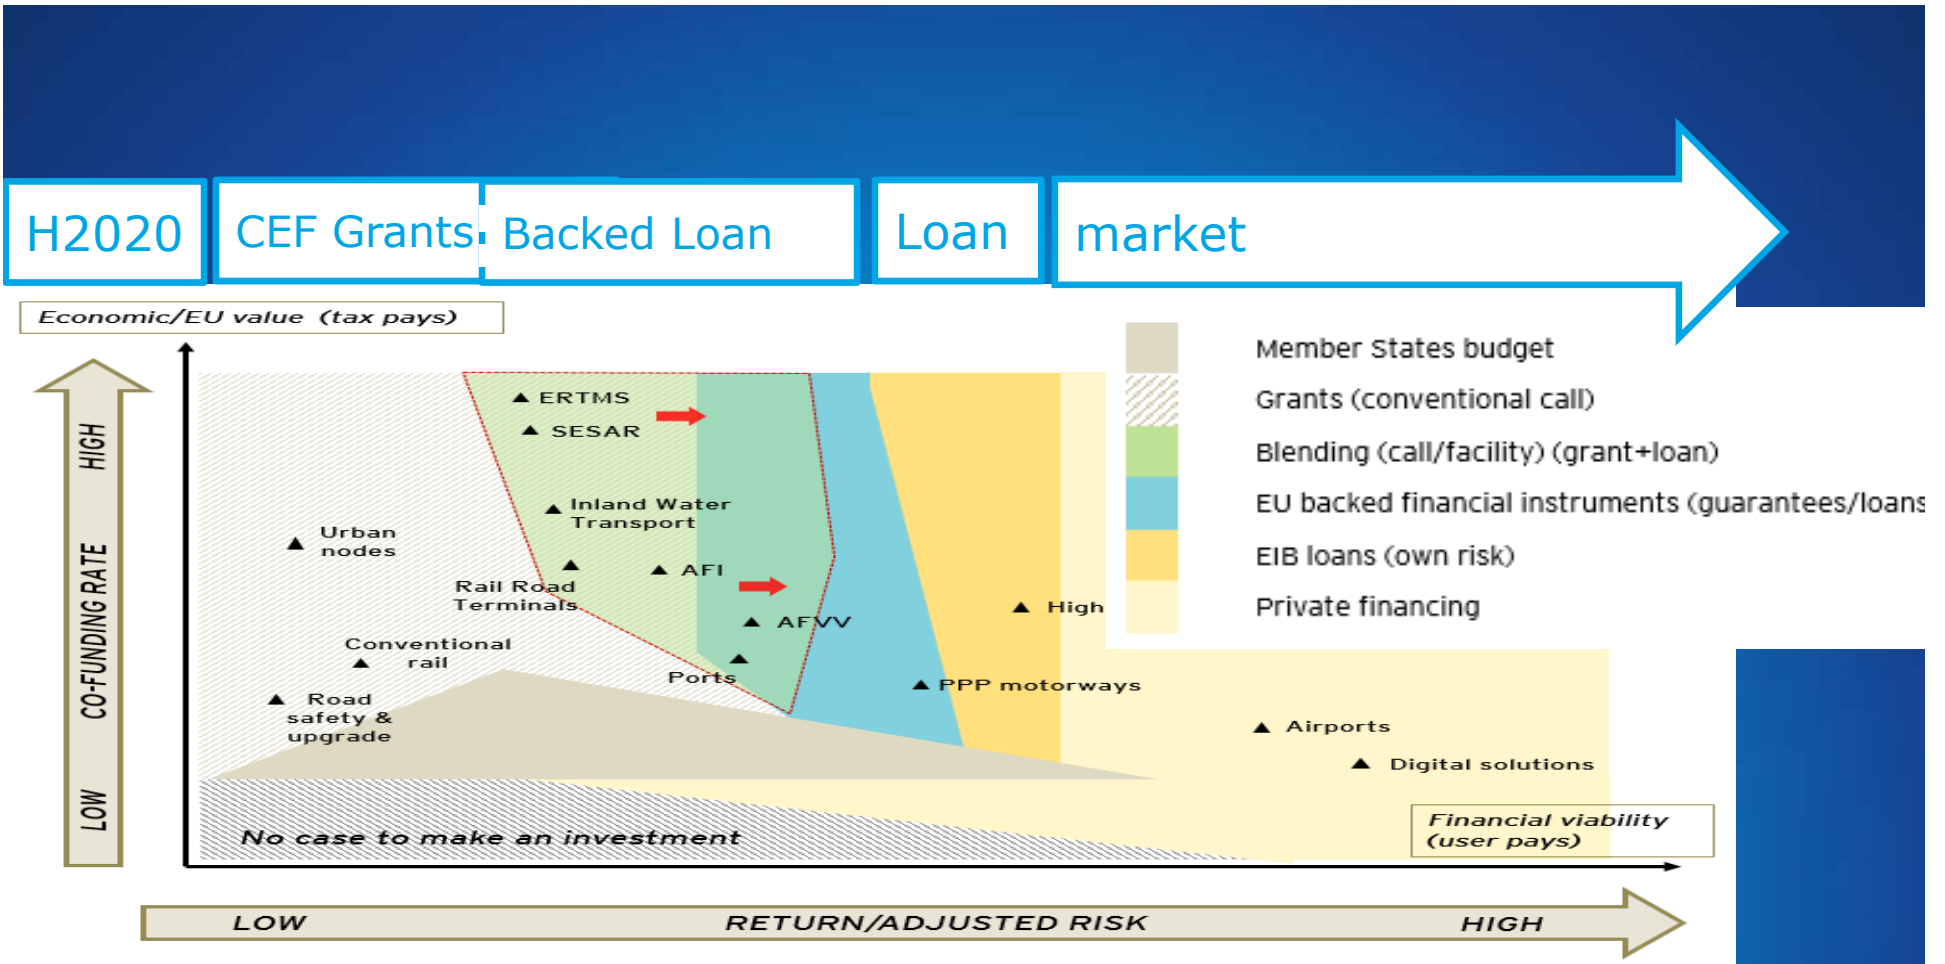 H2020
CEF Grants
Backed Loan
Loan
market
Economic/EU value (tax pays)
Member States budget
Grants (conventional call)
Blending (call/facility) (grant+loan)
EU backed financial instruments (guarantees/loans
EIB loans (own risk)
Private financing
HIGH
CO-FUNDING RATE
LOW
ERTMS
SESAR
Inland Water
Transport
Urban
nodes
Rail Road
Terminals
AFI
AFVV
High
Conventional
rail
Ports
PPP motorways
Road
safety &
upgrade
Airports
Digital solutions
No case to make an investment
Financial viability
(user pays)
LOW
RETURN/ADJUSTED RISK
HIGH